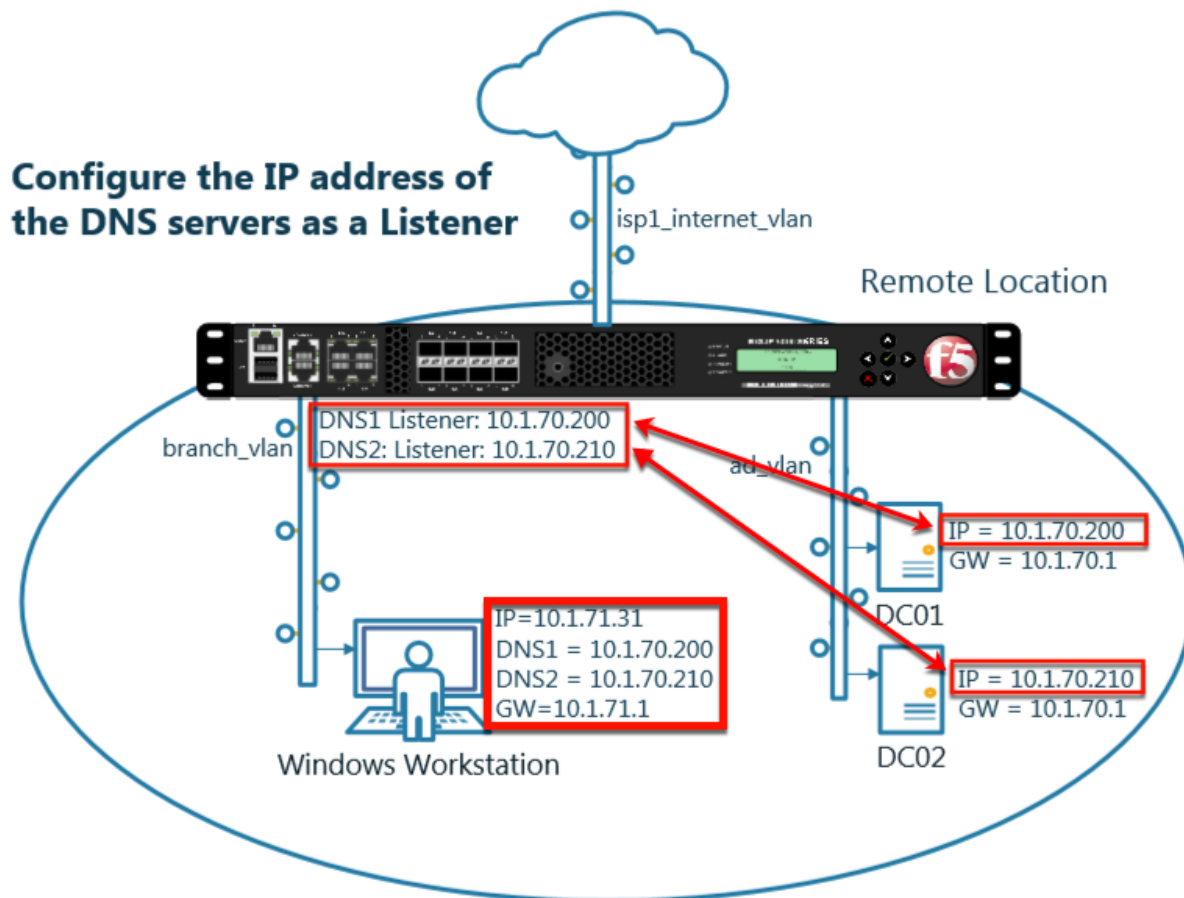 Configure the IP address of
the DNS servers as a Listener
isp1_internet_vlan
Remote Location
f5
DNS1 Listener: 10.1.70.200
DNS2: Listener: 10.1.70.210
branch_vlan
ad_vlan
IP = 10.1.70.200
GW = 10.1.70.1
DC01
IP=10.1.71.31
DNS1 = 10.1.70.200
DNS2 = 10.1.70.210
GW=10.1.71.1
Windows Workstation
IP = 10.1.70.210
GW = 10.1.70.1
DC02